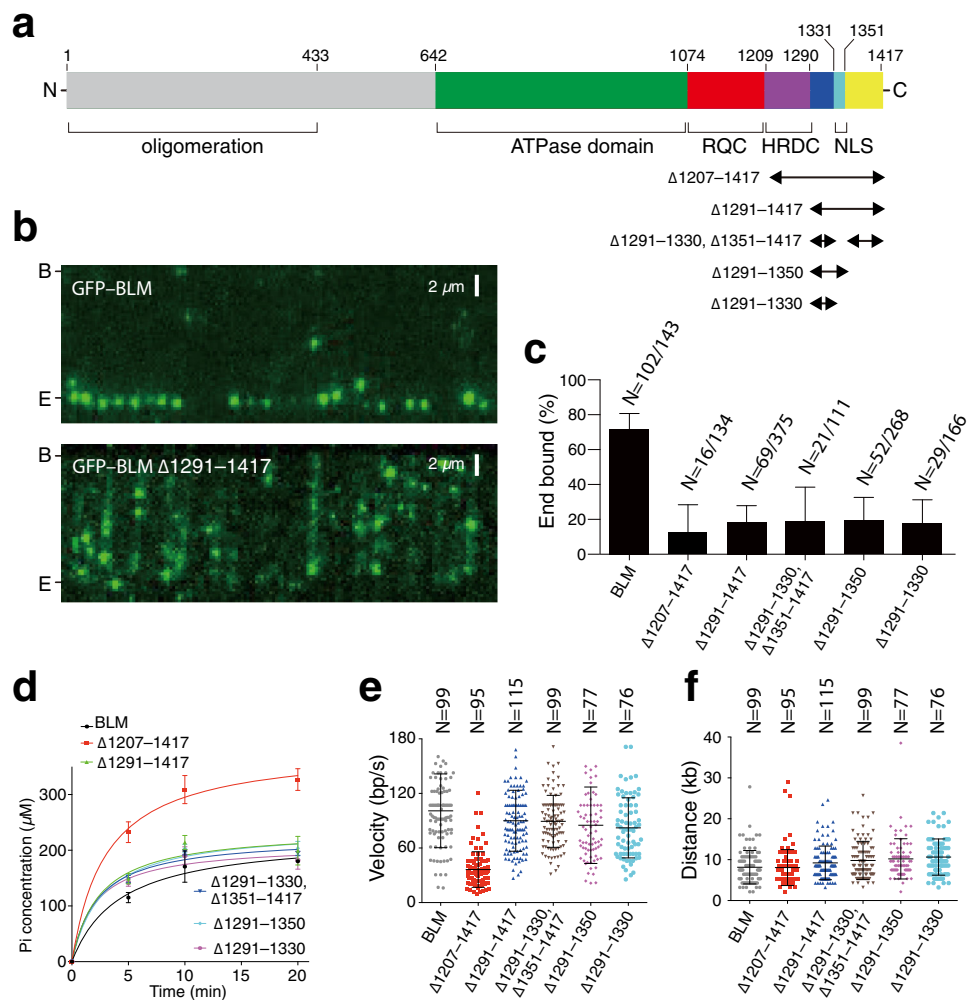 a
1331 1351
1 433 642 1074 1209 1290 1417
N C
oligomeration ATPase domain RQC HRDC NLS
Δ1207–1417
Δ1291–1417
Δ1291–1330, Δ1351–1417
Δ1291–1350
Δ1291–1330
b
B
GFP–BLM 2 µm
E
B
GFP–BLM Δ1291–1417 2 µm
E
c
N=102/143 N=16/134 N=69/375 N=21/111 N=52/268 N=29/166
End bound (%)
100
80
60
40
20
0
BLM Δ1207–1417 Δ1291–1417 Δ1291–1330, Δ1291–1350 Δ1291–1330
Δ1351–1417
d
BLM
Δ1207–1417
Δ1291–1417
Pi concentration (µM)
300
200
100
0
Δ1291–1330,
Δ1351–1417
Δ1291–1350
Δ1291–1330
0 5 10 15 20
Time (min)
e
N=99 N=95 N=115 N=99 N=77 N=76
Velocity (bp/s)
180
120
60
0
BLM Δ1207–1417 Δ1291–1417 Δ1291–1330, Δ1291–1350 Δ1291–1330
Δ1351–1417
f
N=99 N=95 N=115 N=99 N=77 N=76
Distance (kb)
40
30
20
10
0
BLM Δ1207–1417 Δ1291–1417 Δ1291–1330, Δ1291–1350 Δ1291–1330
Δ1351–1417